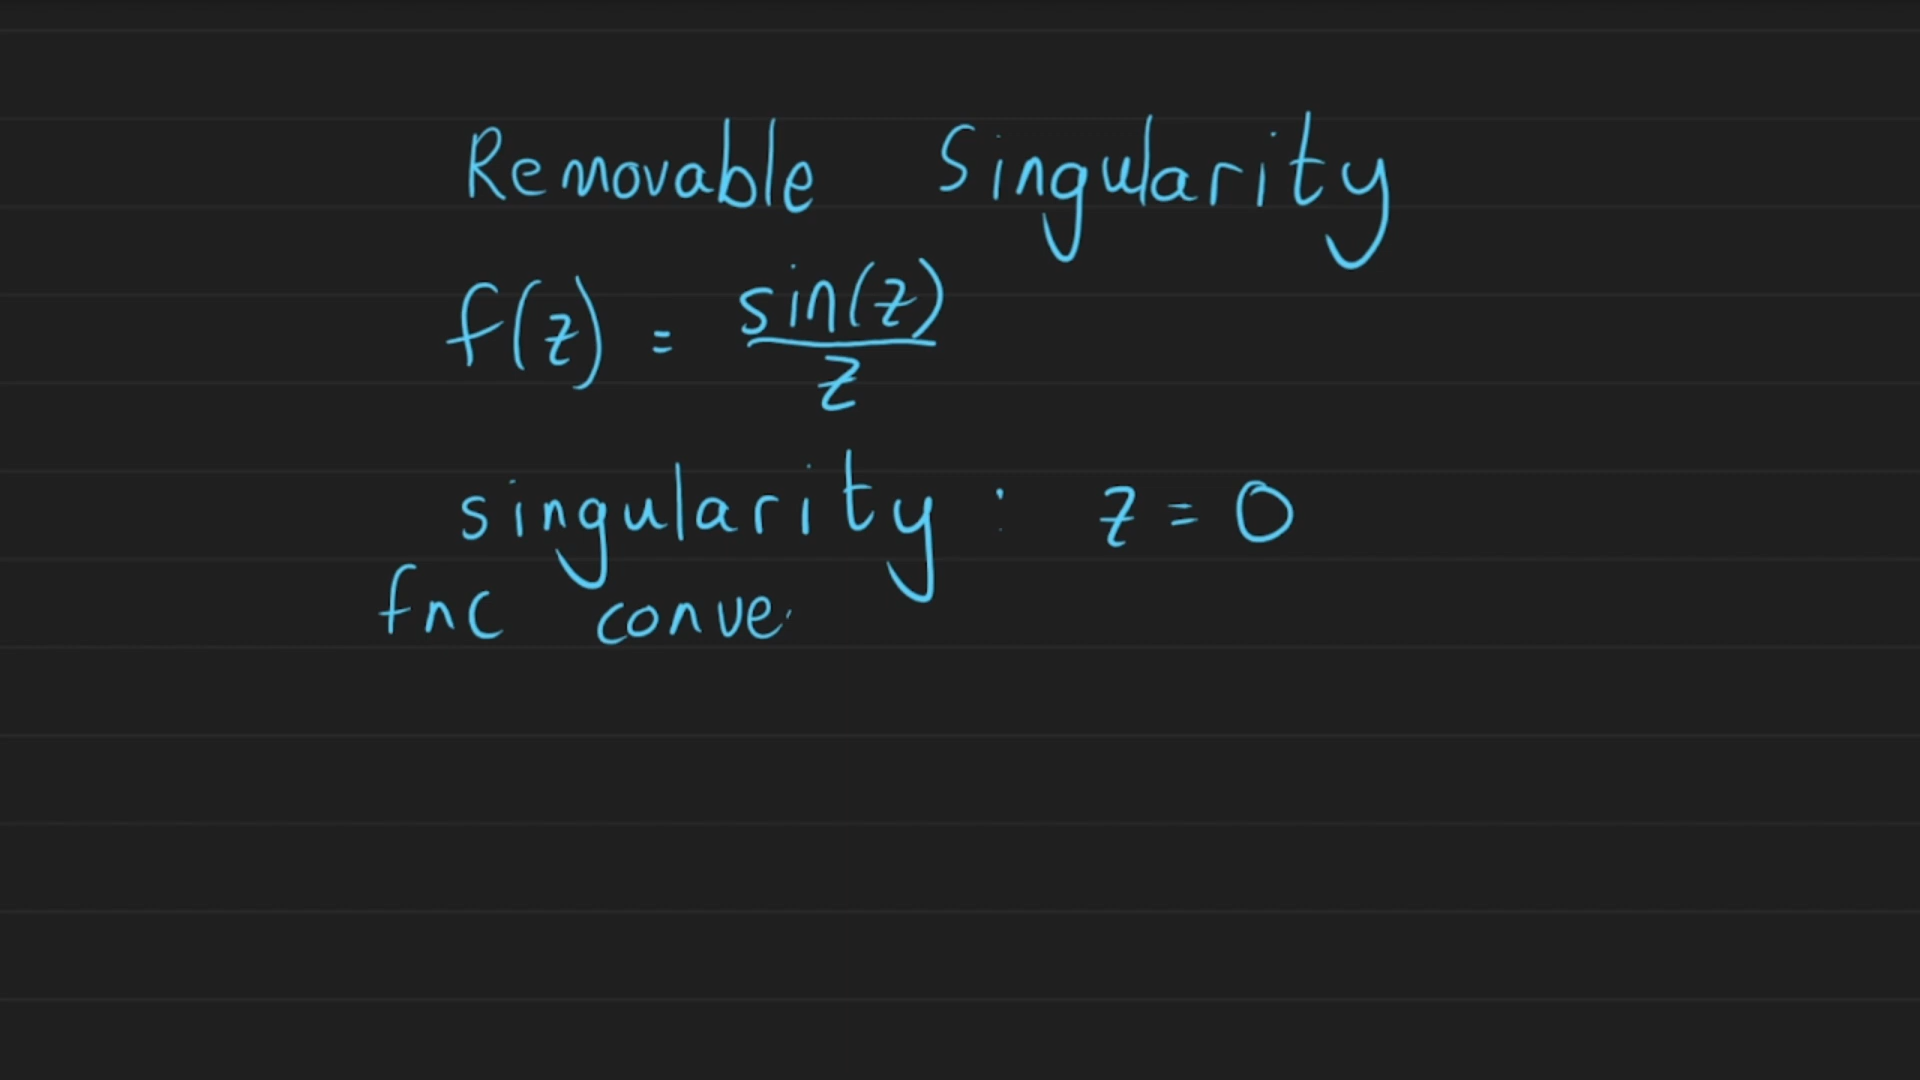 Removable Singularity
f(z) = sin(z)/z
singularity : z = 0
fnc conve